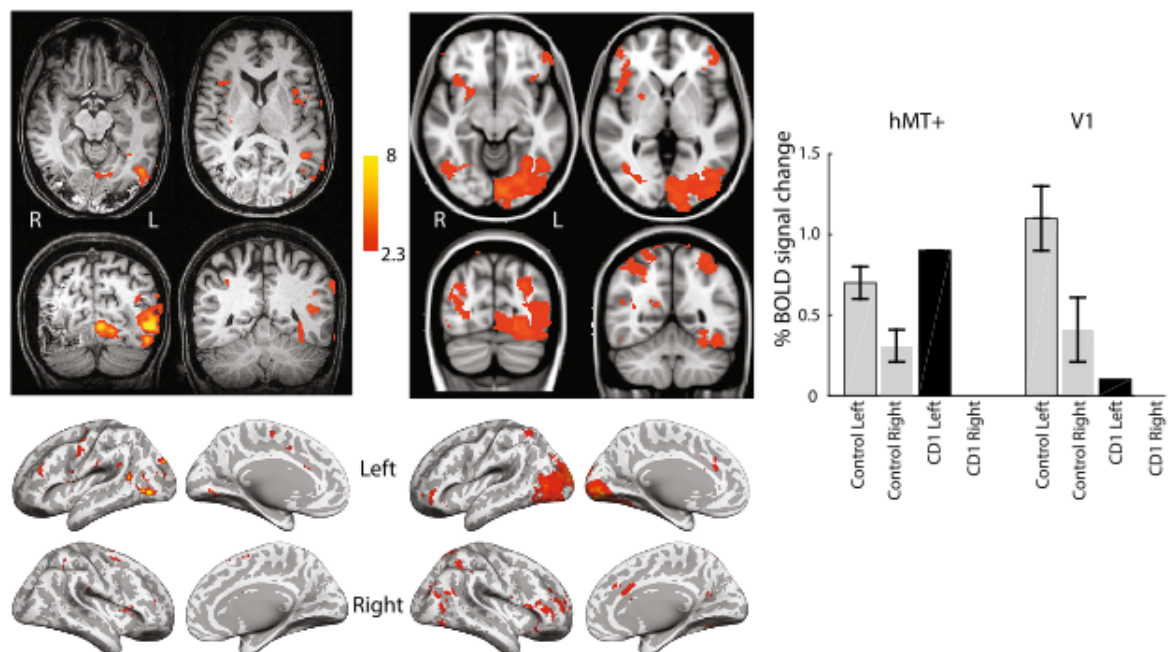 R
L
8
2.3
R
L
Left
Right
hMT+
V1
% BOLD signal change
1.5
1.0
0.5
0
Control Left
Control Right
CD1 Left
CD1 Right
Control Left
Control Right
CD1 Left
CD1 Right